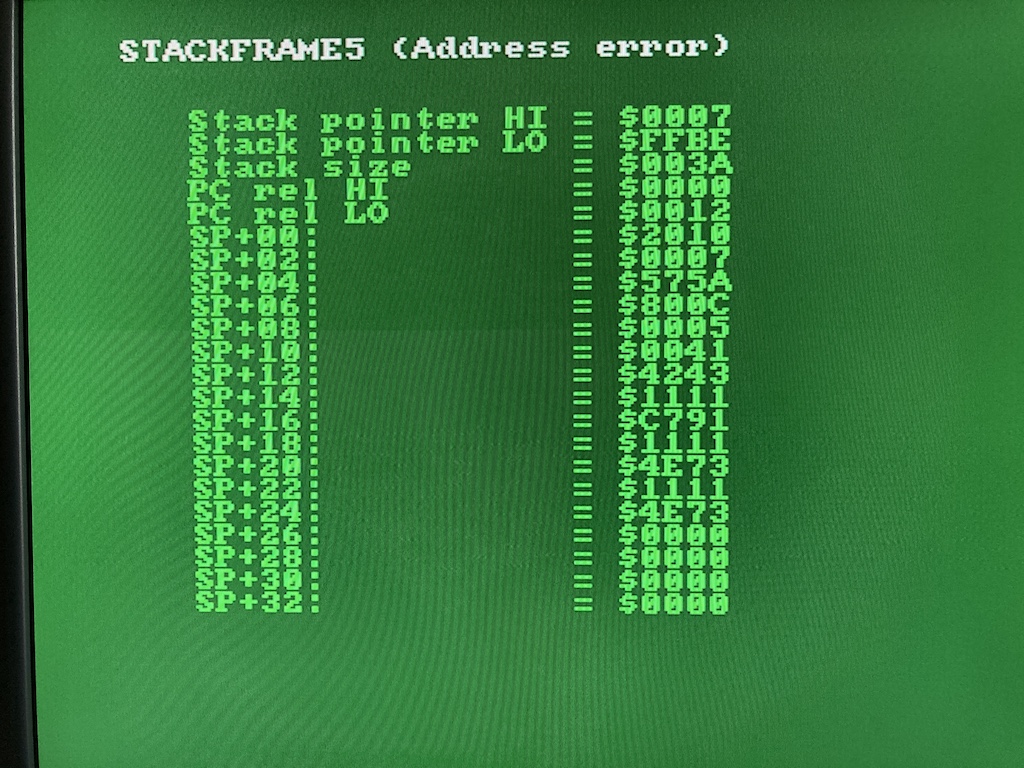 STACKFRAME5 (Address error)
Stack pointer HI = $0007
Stack pointer LO = $FFBE
Stack size = $003A
PC rel HI = $0000
PC rel LO = $0012
SP+00: = $2010
SP+02: = $0007
SP+04: = $575A
SP+06: = $800C
SP+08: = $0005
SP+10: = $0041
SP+12: = $4243
SP+14: = $1111
SP+16: = $C791
SP+18: = $1111
SP+20: = $4E73
SP+22: = $1111
SP+24: = $4E73
SP+26: = $0000
SP+28: = $0000
SP+30: = $0000
SP+32: = $0000